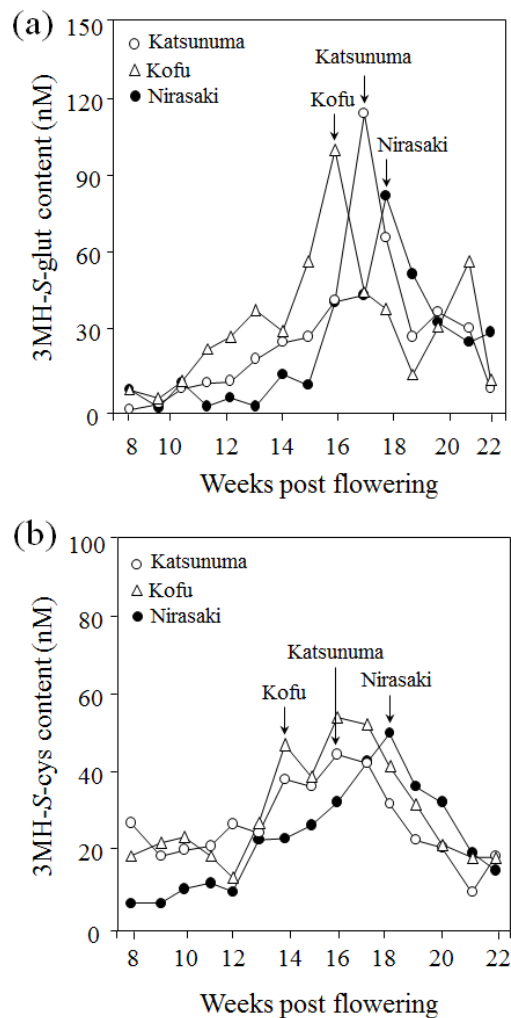 (a)
150
120
90
60
30
0
3MH-S-glut content (nM)
Katsunuma
Kofu
Nirasaki
Katsunuma
Kofu
Nirasaki
8 10 12 14 16 18 20 22
Weeks post flowering
(b)
100
80
60
40
20
0
3MH-S-cys content (nM)
Katsunuma
Kofu
Nirasaki
Katsunuma
Kofu
Nirasaki
8 10 12 14 16 18 20 22
Weeks post flowering